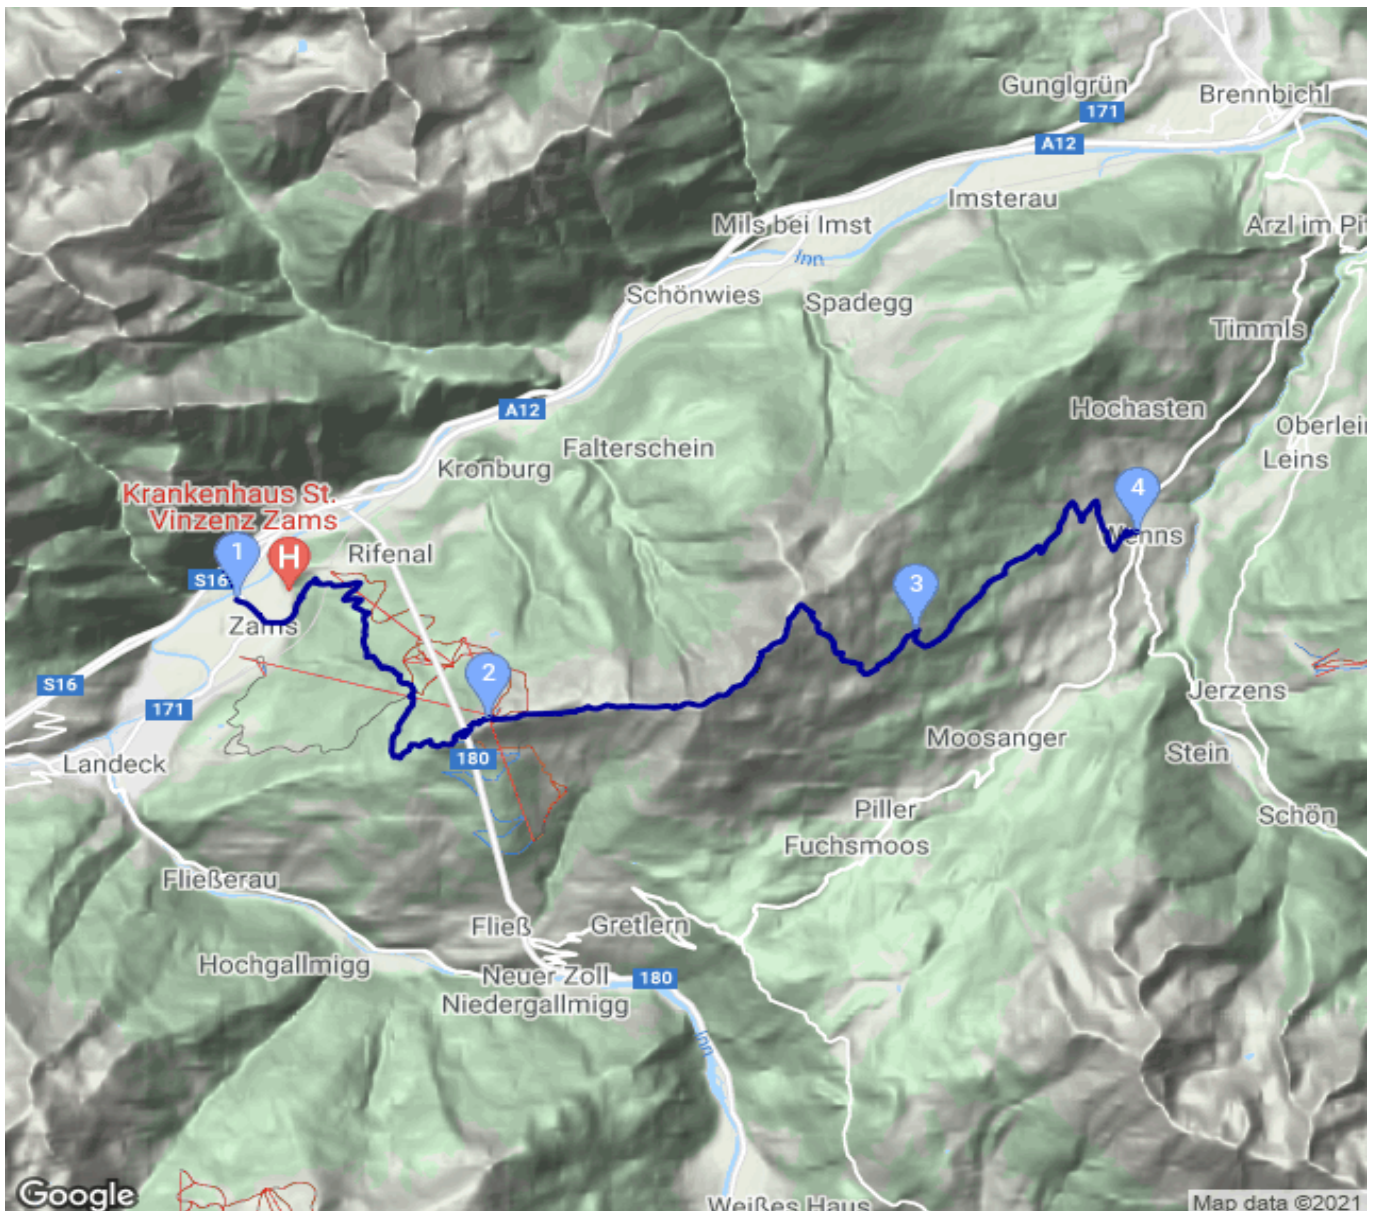 Gunglgrün
171
Brennbichl
A12
Imsterau
Mils bei Imst
Arzl im Pit
Inn
Schönwies
Spadegg
Timmls
A12
Hochasten
Oberlei
Falterschein
Kronburg
Leins
Krankenhaus St.
Vinzenz Zams
4
1
H
Rifenal
Wenns
S16
3
Zams
2
S16
171
Jerzens
Moosanger
Landeck
180
Stein
Piller
Schön
Fuchsmoos
Fließerau
Fließ
Gretlern
Hochgallmigg
Neuer Zoll
180
Niedergallmigg
Inn
Google
Weißes Haus
Map data ©2021